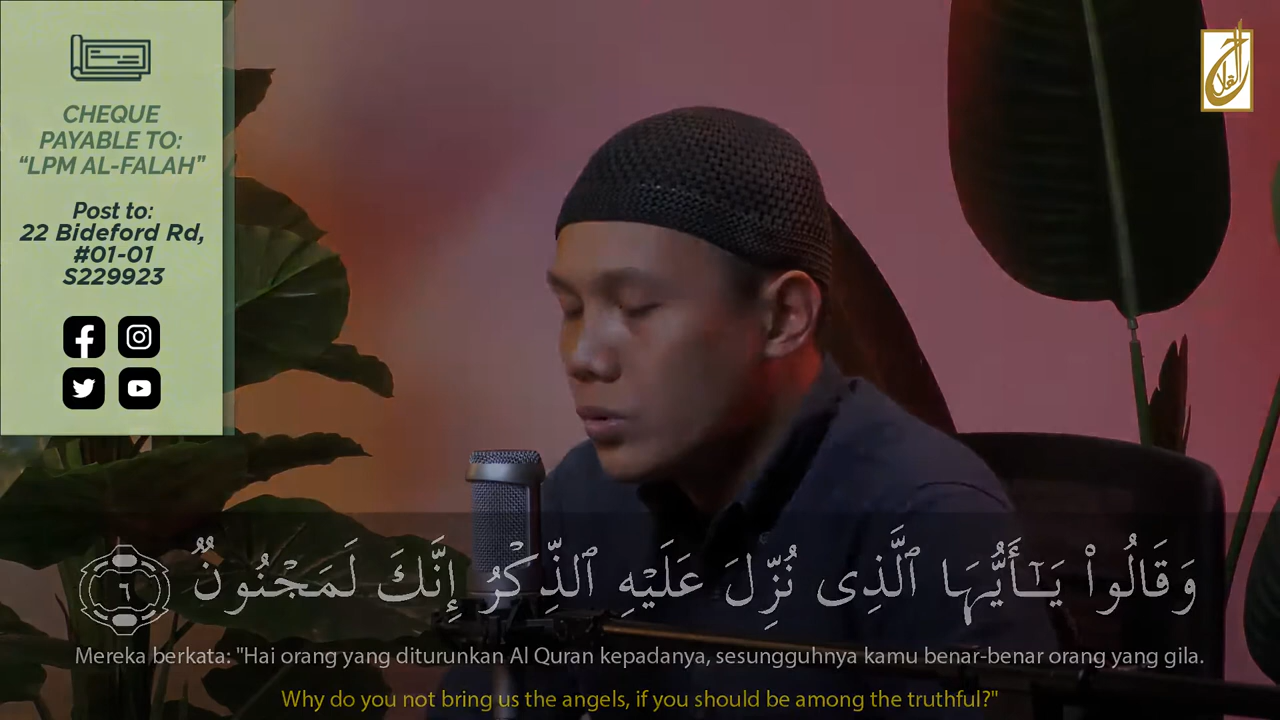 CHEQUE
PAYABLE TO:
“LPM AL-FALAH”
Post to:
22 Bideford Rd,
#01-01
S229923
الفلاح
وَقَالُوا۟ يَـٰٓأَيُّهَا ٱلَّذِى نُزِّلَ عَلَيْهِ ٱلذِّكْرُ إِنَّكَ لَمَجْنُونٌ ٦
Mereka berkata: "Hai orang yang diturunkan Al Quran kepadanya, sesungguhnya kamu benar-benar orang yang gila.
Why do you not bring us the angels, if you should be among the truthful?"